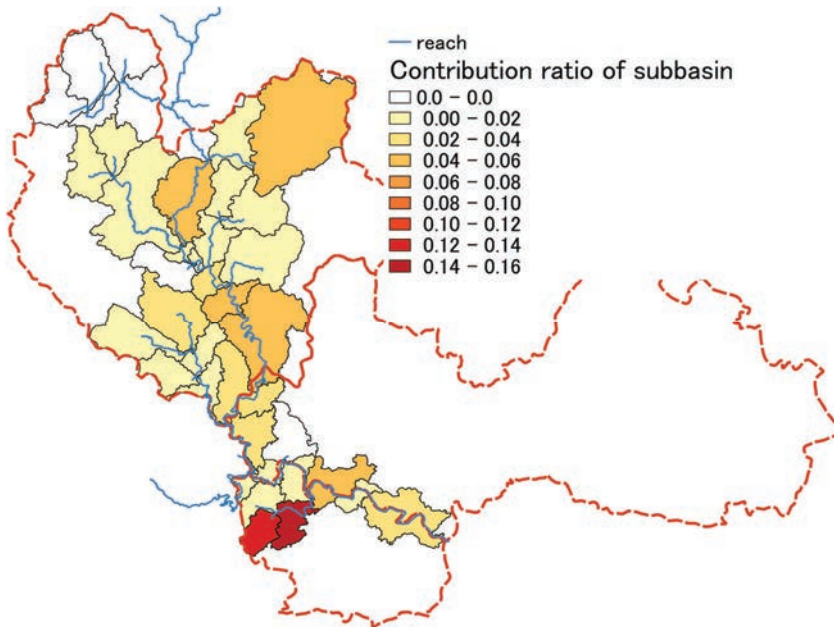 reach
Contribution ratio of subbasin
0.0 - 0.0
0.00 - 0.02
0.02 - 0.04
0.04 - 0.06
0.06 - 0.08
0.08 - 0.10
0.10 - 0.12
0.12 - 0.14
0.14 - 0.16